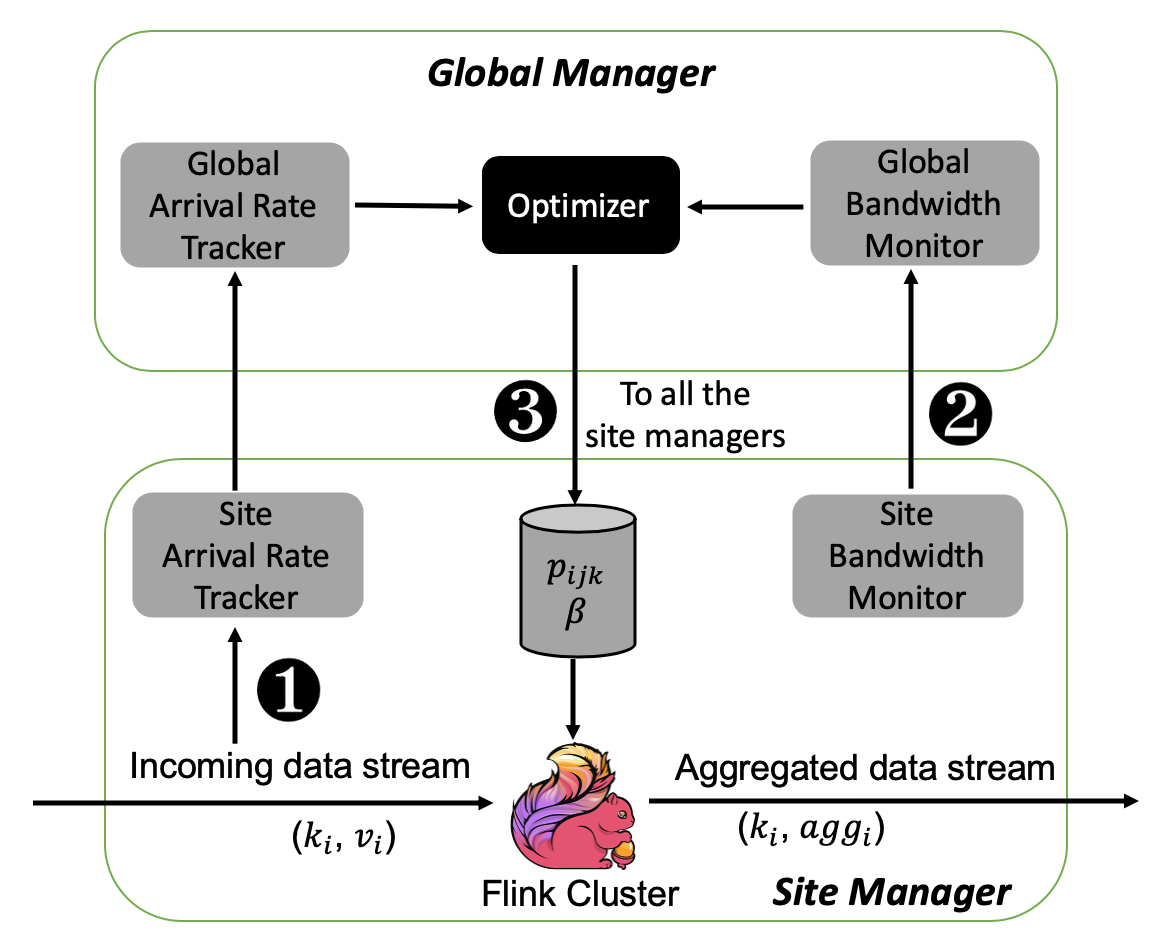 Global Manager
Global
Arrival Rate
Tracker
Optimizer
Global
Bandwidth
Monitor
❸
To all the
site managers
❷
Site
Arrival Rate
Tracker
p_{ijk}
β
Site
Bandwidth
Monitor
❶
Incoming data stream
(k_i, v_i)
Aggregated data stream
(k_i, agg_i)
Flink Cluster
Site Manager